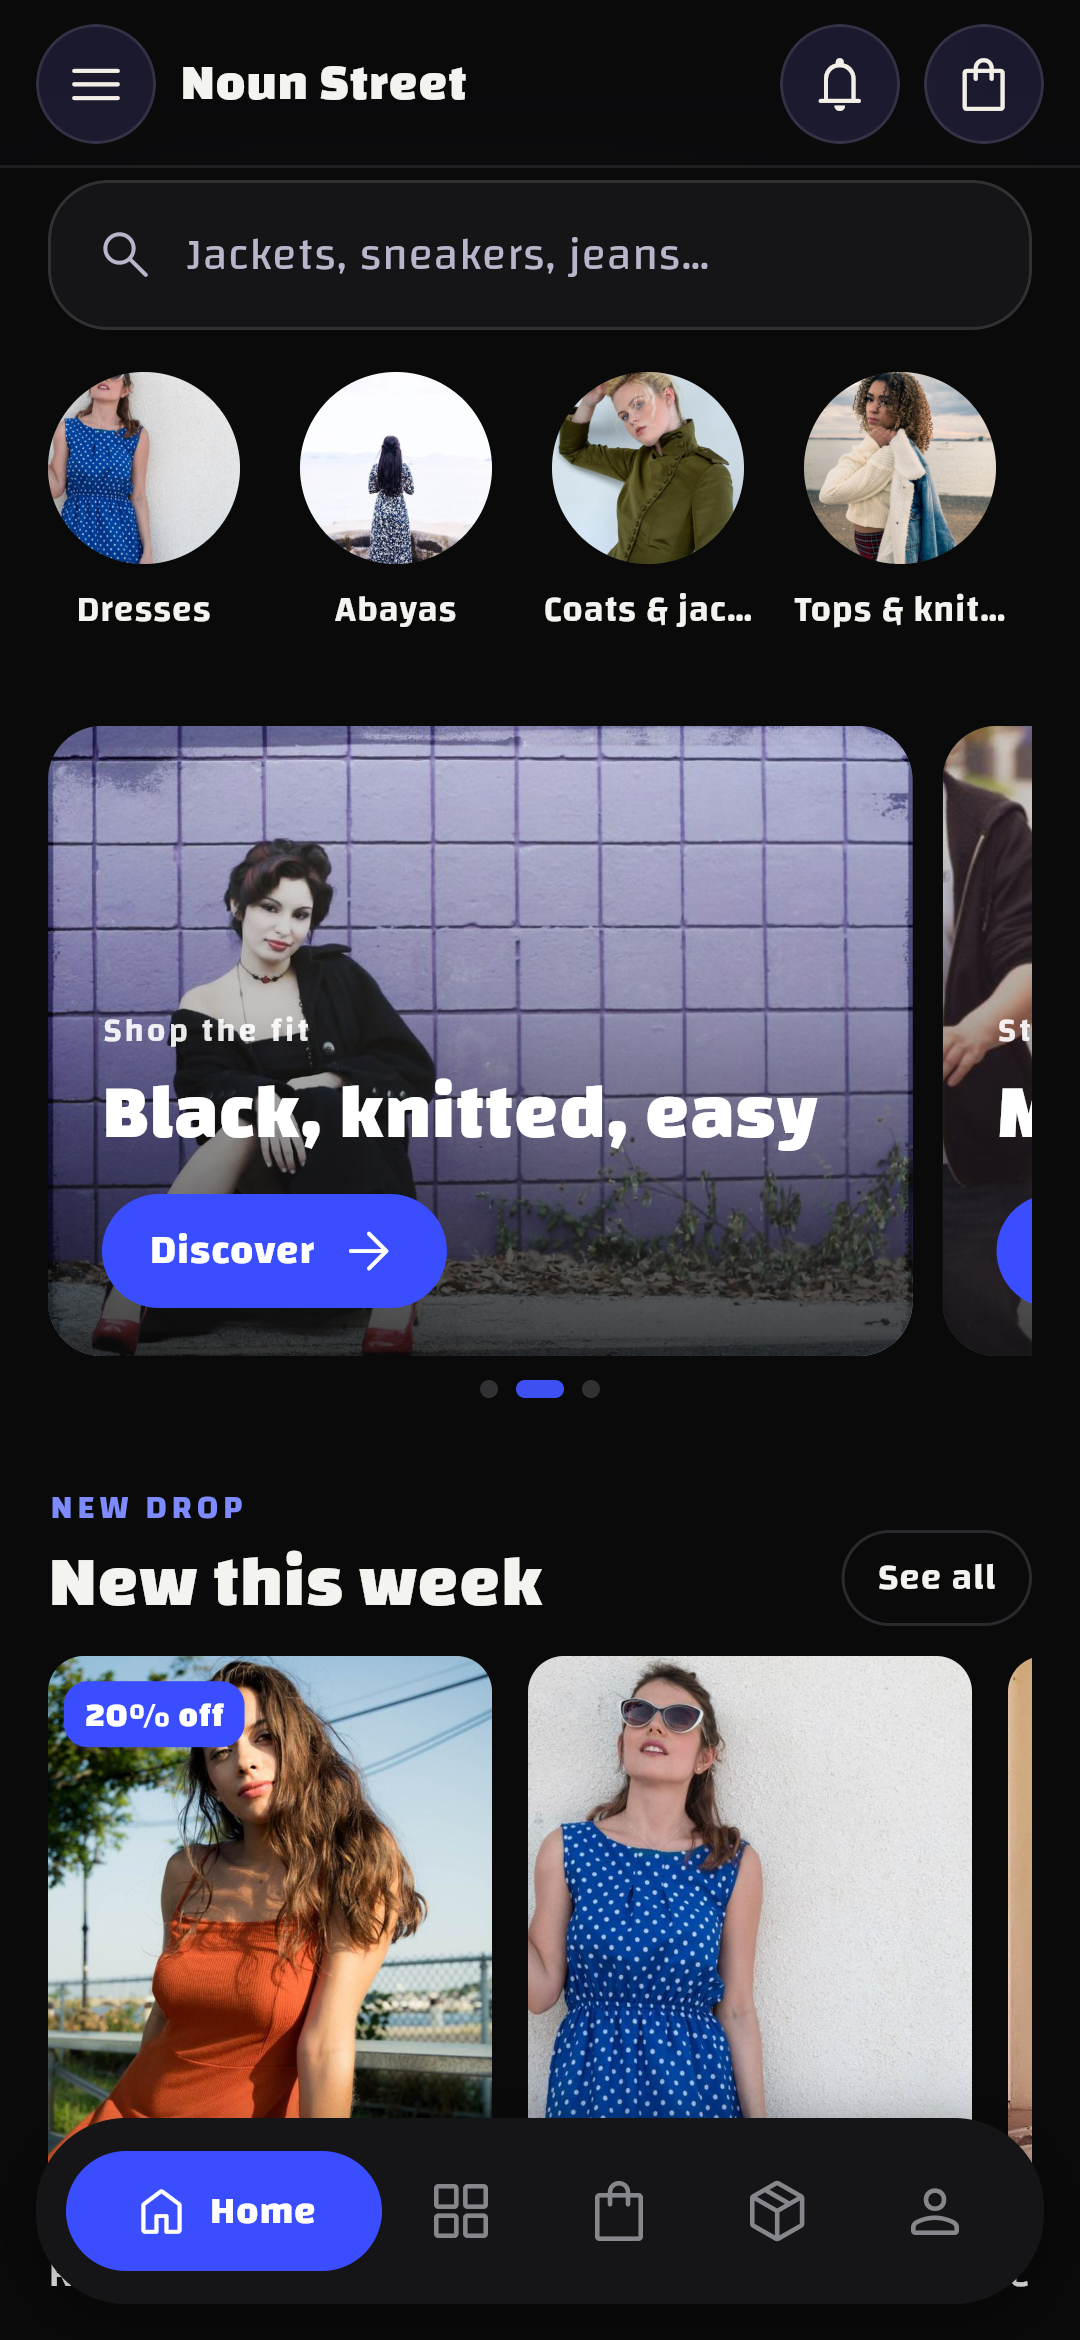 Noun Street
Jackets, sneakers, jeans...
Dresses
Abayas
Coats & jac...
Tops & knit...
Shop the fit
St
Black, knitted, easy
M
Discover
NEW DROP
New this week
See all
20% off
Home